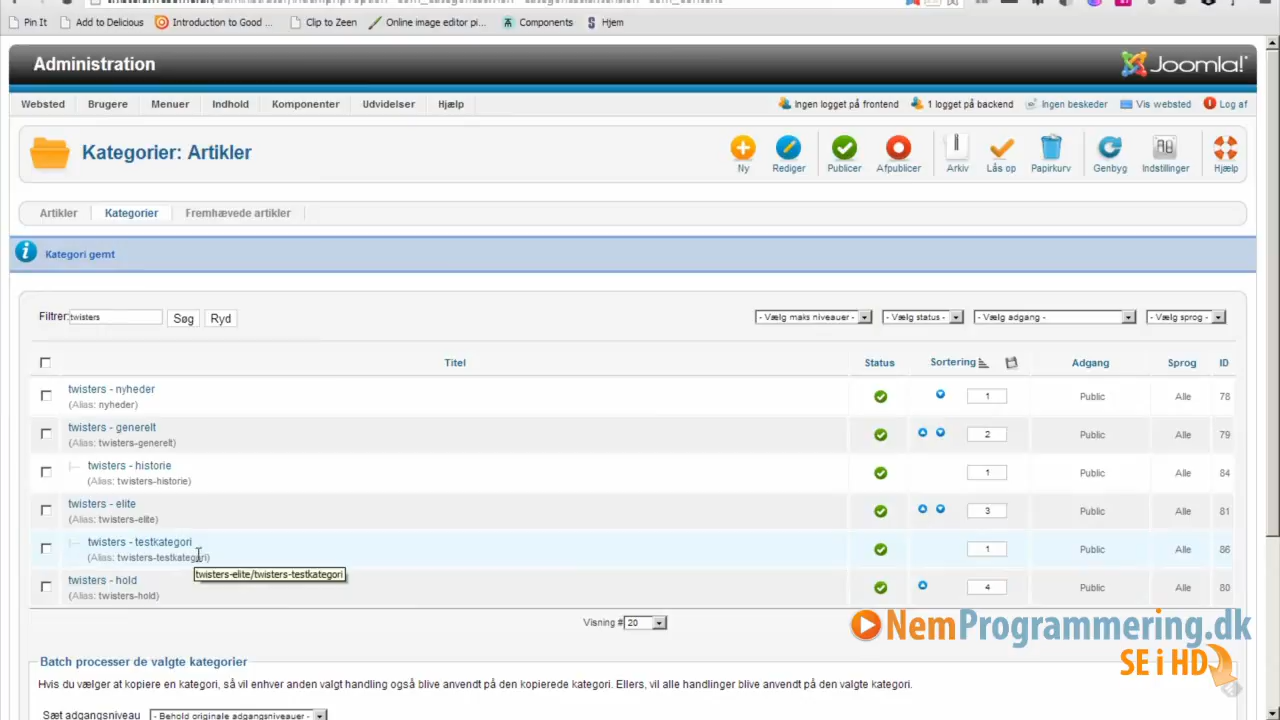 Pin It Add to Delicious Introduction to Good ... Clip to Zeen Online image editor pi... Components Hjem
Administration
Joomla!
Websted Brugere Menuer Indhold Komponenter Udvidelser Hjælp Ingen logget på frontend 1 logget på backend Ingen beskeder Vis websted Log af
Kategorier: Artikler
Ny Rediger Publicer Afpublicer Arkiv Lås op Papirkurv Genbyg Indstillinger Hjælp
Artikler Kategorier Fremhævede artikler
Kategori gemt
Filtrer: twisters Søg Ryd - Vælg maks niveauer - - Vælg status - - Vælg adgang - - Vælg sprog -
Titel Status Sortering Adgang Sprog ID
twisters - nyheder
(Alias: nyheder) 1 Public Alle 78
twisters - generelt
(Alias: twisters-generelt) 2 Public Alle 79
twisters - historie
(Alias: twisters-historie) 1 Public Alle 84
twisters - elite
(Alias: twisters-elite) 3 Public Alle 81
twisters - testkategori
(Alias: twisters-testkategori) 1 Public Alle 86
twisters-elite/twisters-testkategori
twisters - hold
(Alias: twisters-hold) 4 Public Alle 80
Visning # 20
NemProgrammering.dk
SE i HD
Batch processer de valgte kategorier
Hvis du vælger at kopiere en kategori, så vil enhver anden valgt handling også blive anvendt på den kopierede kategori. Ellers, vil alle handlinger blive anvendt på den valgte kategori.
Sæt adgangsniveau - Behold originale adgangsniveauer -